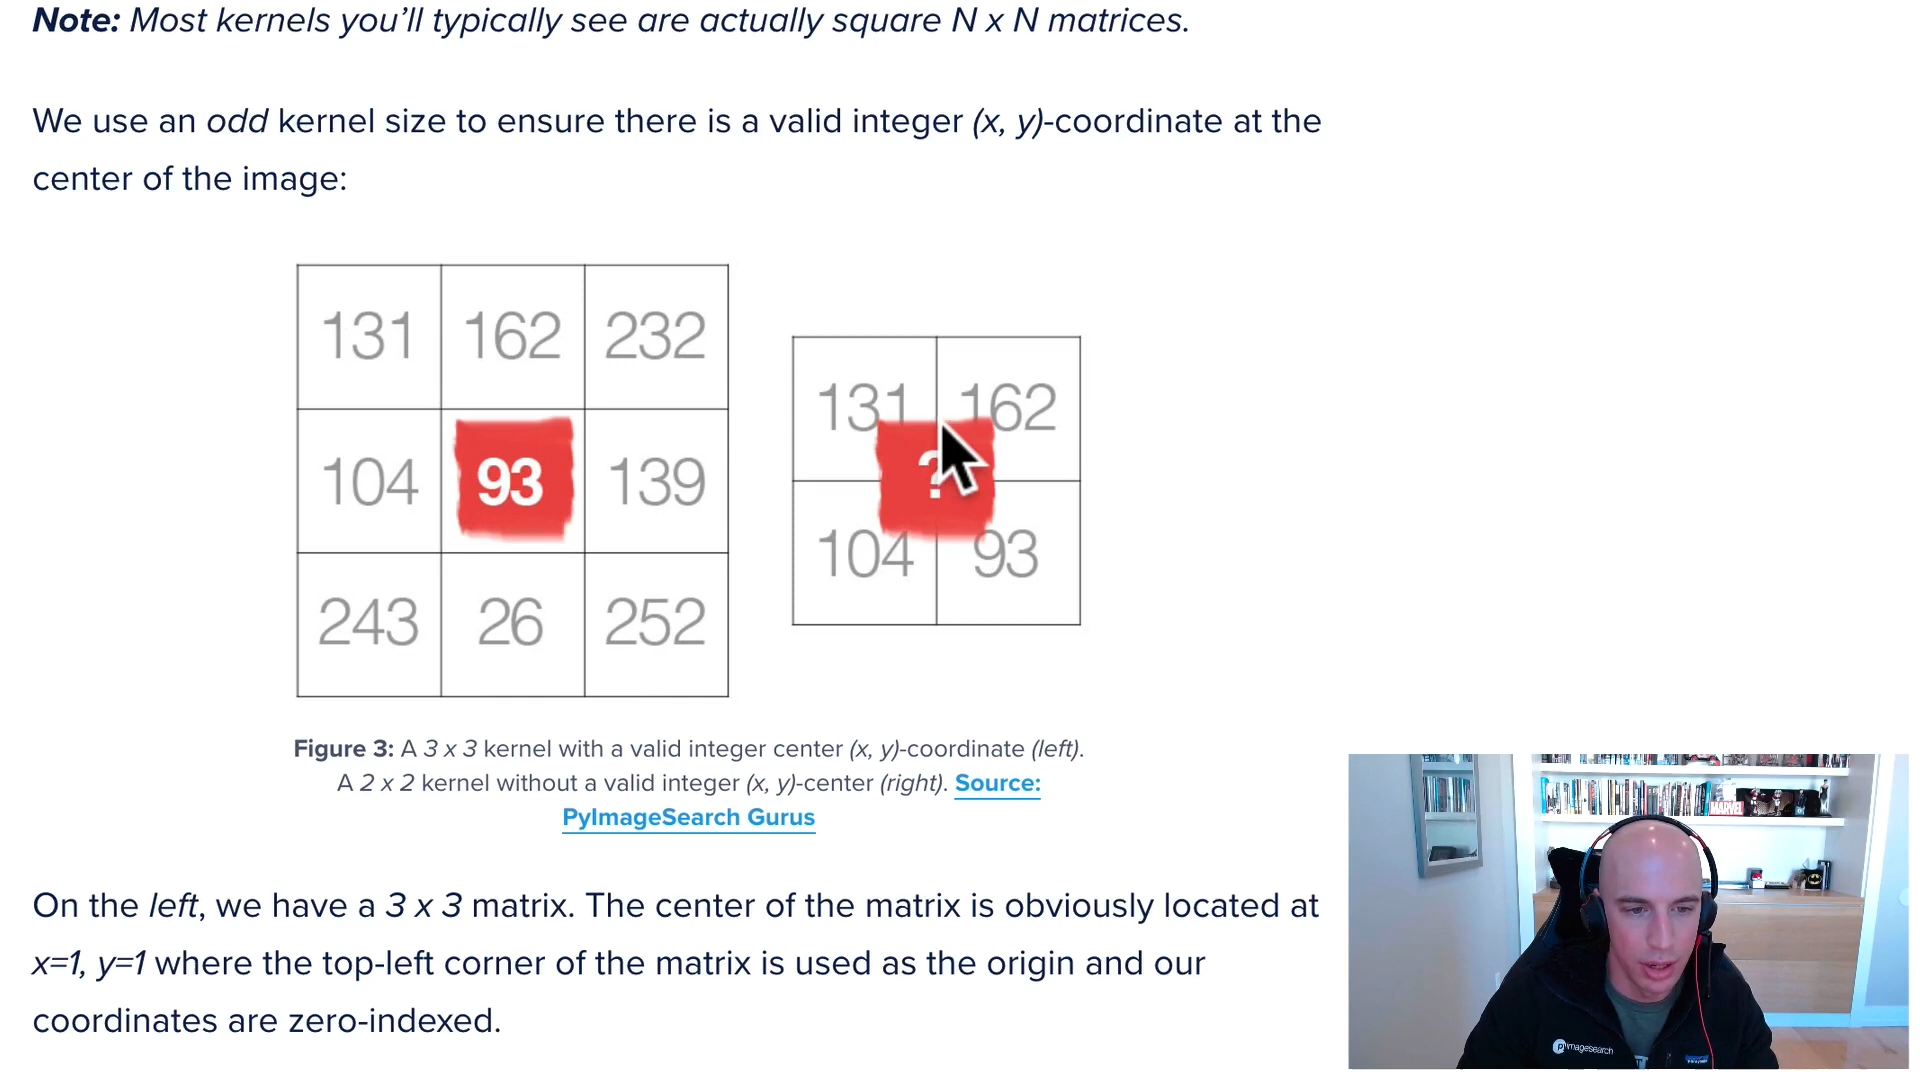 Note: Most kernels you’ll typically see are actually square N x N matrices.
We use an odd kernel size to ensure there is a valid integer (x, y)-coordinate at the
center of the image:
131 162 232
104 93 139
243 26 252
131 162
?
104 93
Figure 3: A 3 x 3 kernel with a valid integer center (x, y)-coordinate (left).
A 2 x 2 kernel without a valid integer (x, y)-center (right). Source:
PyImageSearch Gurus
On the left, we have a 3 x 3 matrix. The center of the matrix is obviously located at
x=1, y=1 where the top-left corner of the matrix is used as the origin and our
coordinates are zero-indexed.
MARVEL
pyimagesearch